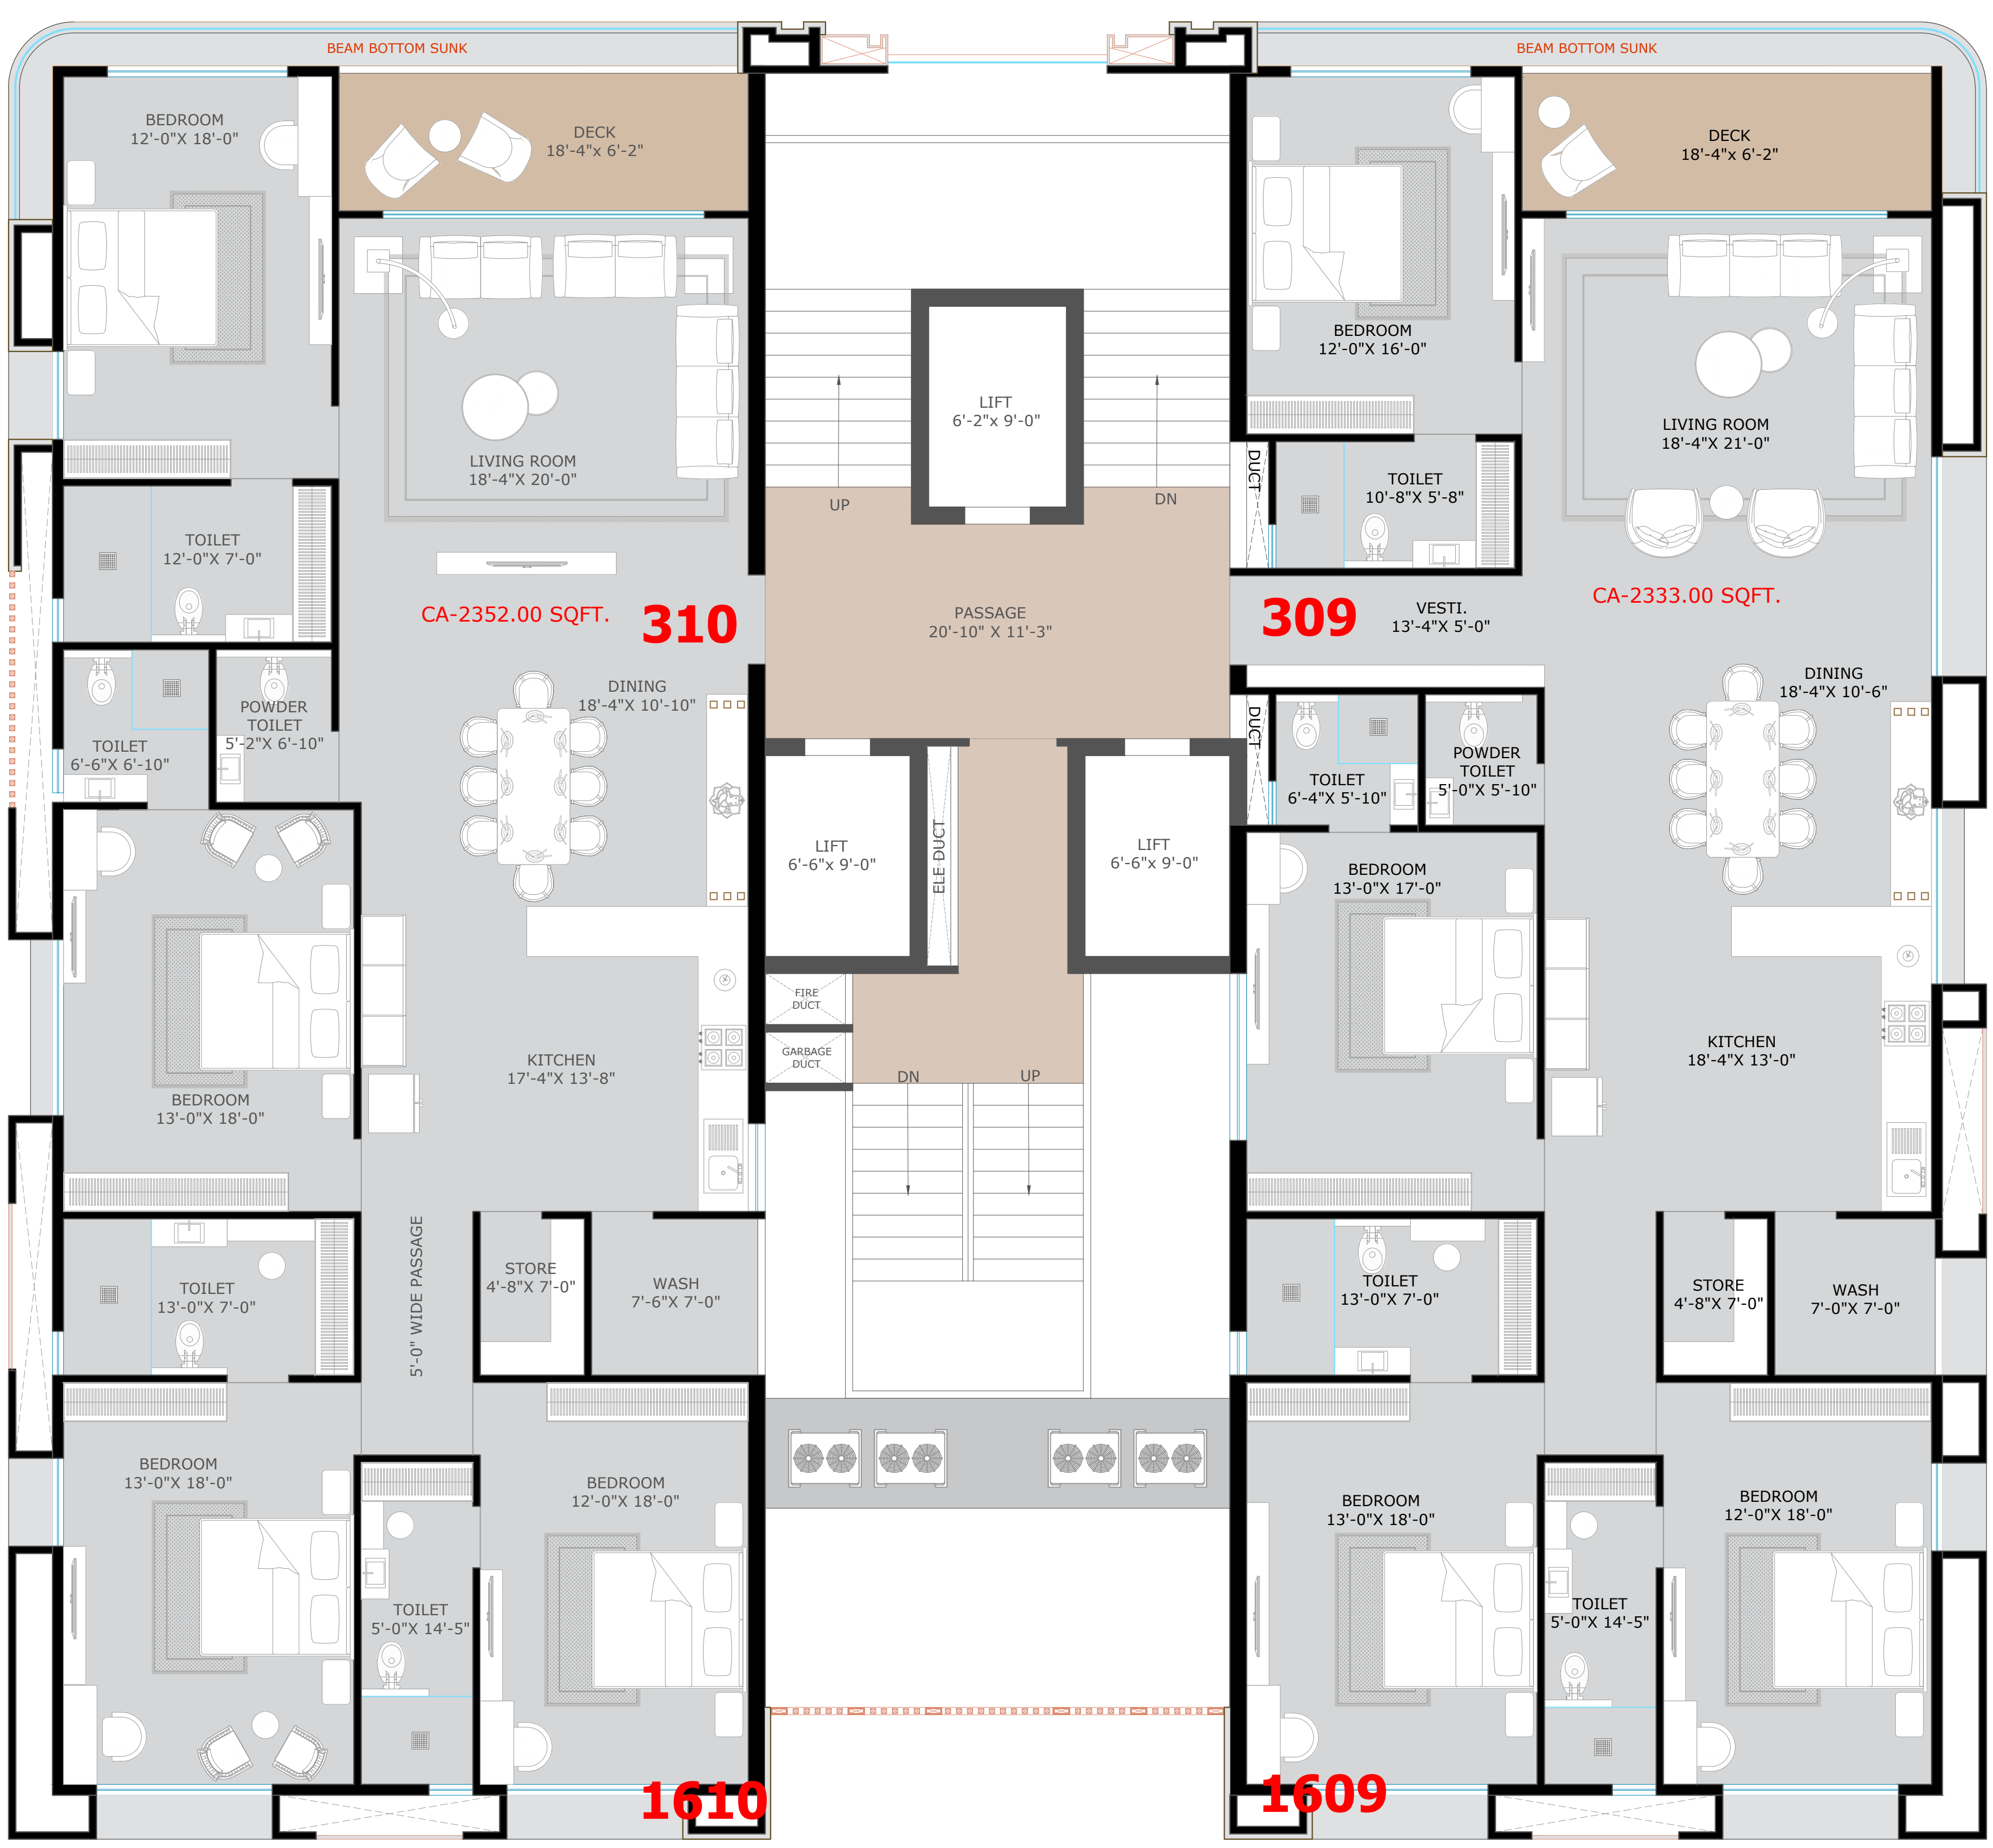 BEAM BOTTOM SUNK
BEAM BOTTOM SUNK
BEDROOM
12'-0"X 18'-0"
DECK
18'-4"x 6'-2"
LIVING ROOM
18'-4"X 20'-0"
TOILET
12'-0"X 7'-0"
CA-2352.00 SQFT.
310
DINING
18'-4"X 10'-10"
POWDER
TOILET
5'-2"X 6'-10"
TOILET
6'-6"X 6'-10"
BEDROOM
13'-0"X 18'-0"
KITCHEN
17'-4"X 13'-8"
5'-0" WIDE PASSAGE
STORE
4'-8"X 7'-0"
WASH
7'-6"X 7'-0"
TOILET
13'-0"X 7'-0"
BEDROOM
13'-0"X 18'-0"
BEDROOM
12'-0"X 18'-0"
TOILET
5'-0"X 14'-5"
1610
LIFT
6'-2"x 9'-0"
UP
DN
PASSAGE
20'-10" X 11'-3"
LIFT
6'-6"x 9'-0"
ELE DUCT
LIFT
6'-6"x 9'-0"
FIRE
DUCT
GARBAGE
DUCT
DN
UP
DECK
18'-4"x 6'-2"
BEDROOM
12'-0"X 16'-0"
LIVING ROOM
18'-4"X 21'-0"
DUCT
TOILET
10'-8"X 5'-8"
CA-2333.00 SQFT.
309
VESTI.
13'-4"X 5'-0"
DINING
18'-4"X 10'-6"
DUCT
TOILET
6'-4"X 5'-10"
POWDER
TOILET
5'-0"X 5'-10"
BEDROOM
13'-0"X 17'-0"
KITCHEN
18'-4"X 13'-0"
TOILET
13'-0"X 7'-0"
STORE
4'-8"X 7'-0"
WASH
7'-0"X 7'-0"
BEDROOM
13'-0"X 18'-0"
BEDROOM
12'-0"X 18'-0"
TOILET
5'-0"X 14'-5"
1609